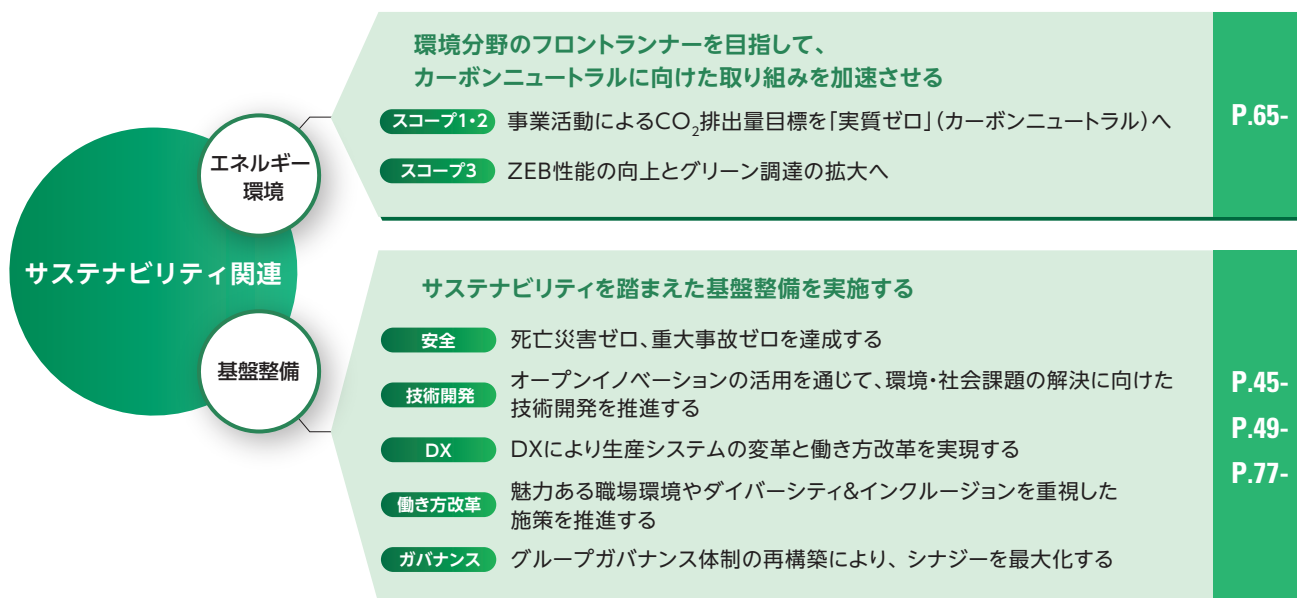 サステナビリティ関連
エネルギー
環境
環境分野のフロントランナーを目指して、
カーボンニュートラルに向けた取り組みを加速させる
スコープ1・2 事業活動によるCO₂排出量目標を「実質ゼロ」(カーボンニュートラル)へ
スコープ3 ZEB性能の向上とグリーン調達の拡大へ
P.65-
基盤整備
サステナビリティを踏まえた基盤整備を実施する
安全 死亡災害ゼロ、重大事故ゼロを達成する
技術開発 オープンイノベーションの活用を通じて、環境・社会課題の解決に向けた
技術開発を推進する
DX DXにより生産システムの変革と働き方改革を実現する
働き方改革 魅力ある職場環境やダイバーシティ&インクルージョンを重視した
施策を推進する
ガバナンス グループガバナンス体制の再構築により、シナジーを最大化する
P.45-
P.49-
P.77-